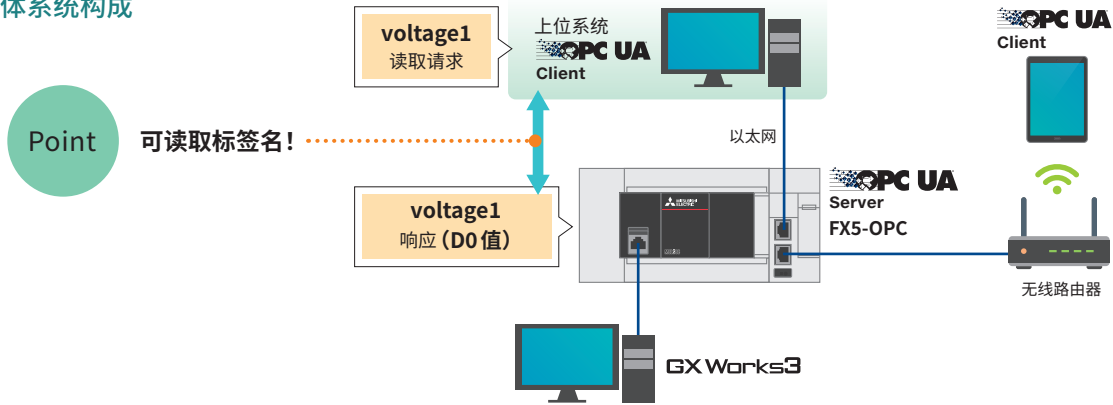 体系统构成
voltage1
读取请求
上位系统
OPC UA
Client
OPC UA
Client
Point
可读取标签名！
以太网
voltage1
响应（D0值）
MITSUBISHI
ELECTRIC
OPC UA
Server
FX5-OPC
无线路由器
GX Works3